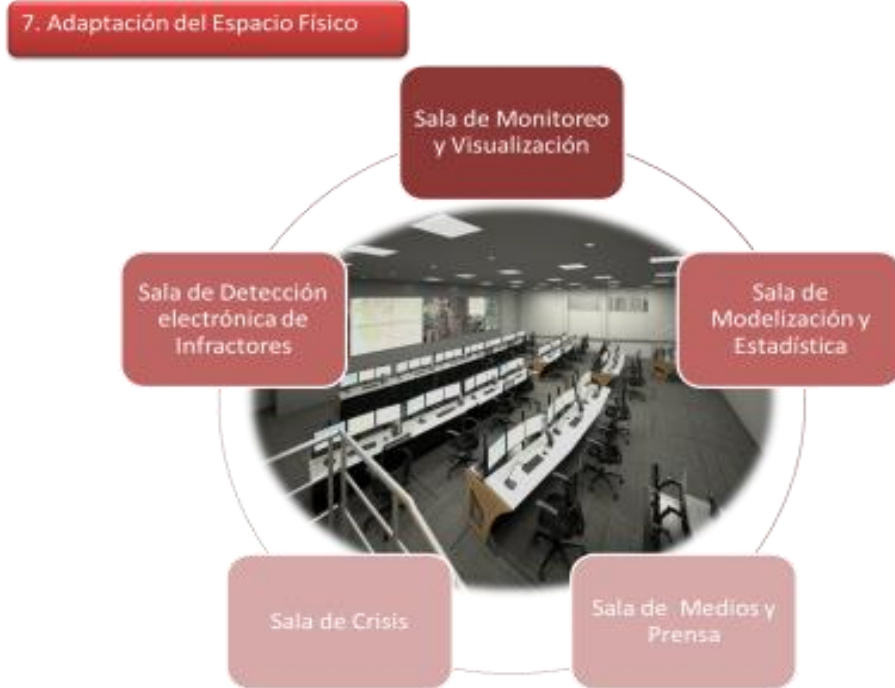 7. Adaptación del Espacio Físico
Sala de Monitoreo
y Visualización
Sala de Detección
electrónica de
Infractores
Sala de
Modelización y
Estadística
Sala de Crisis
Sala de Medios y
Prensa